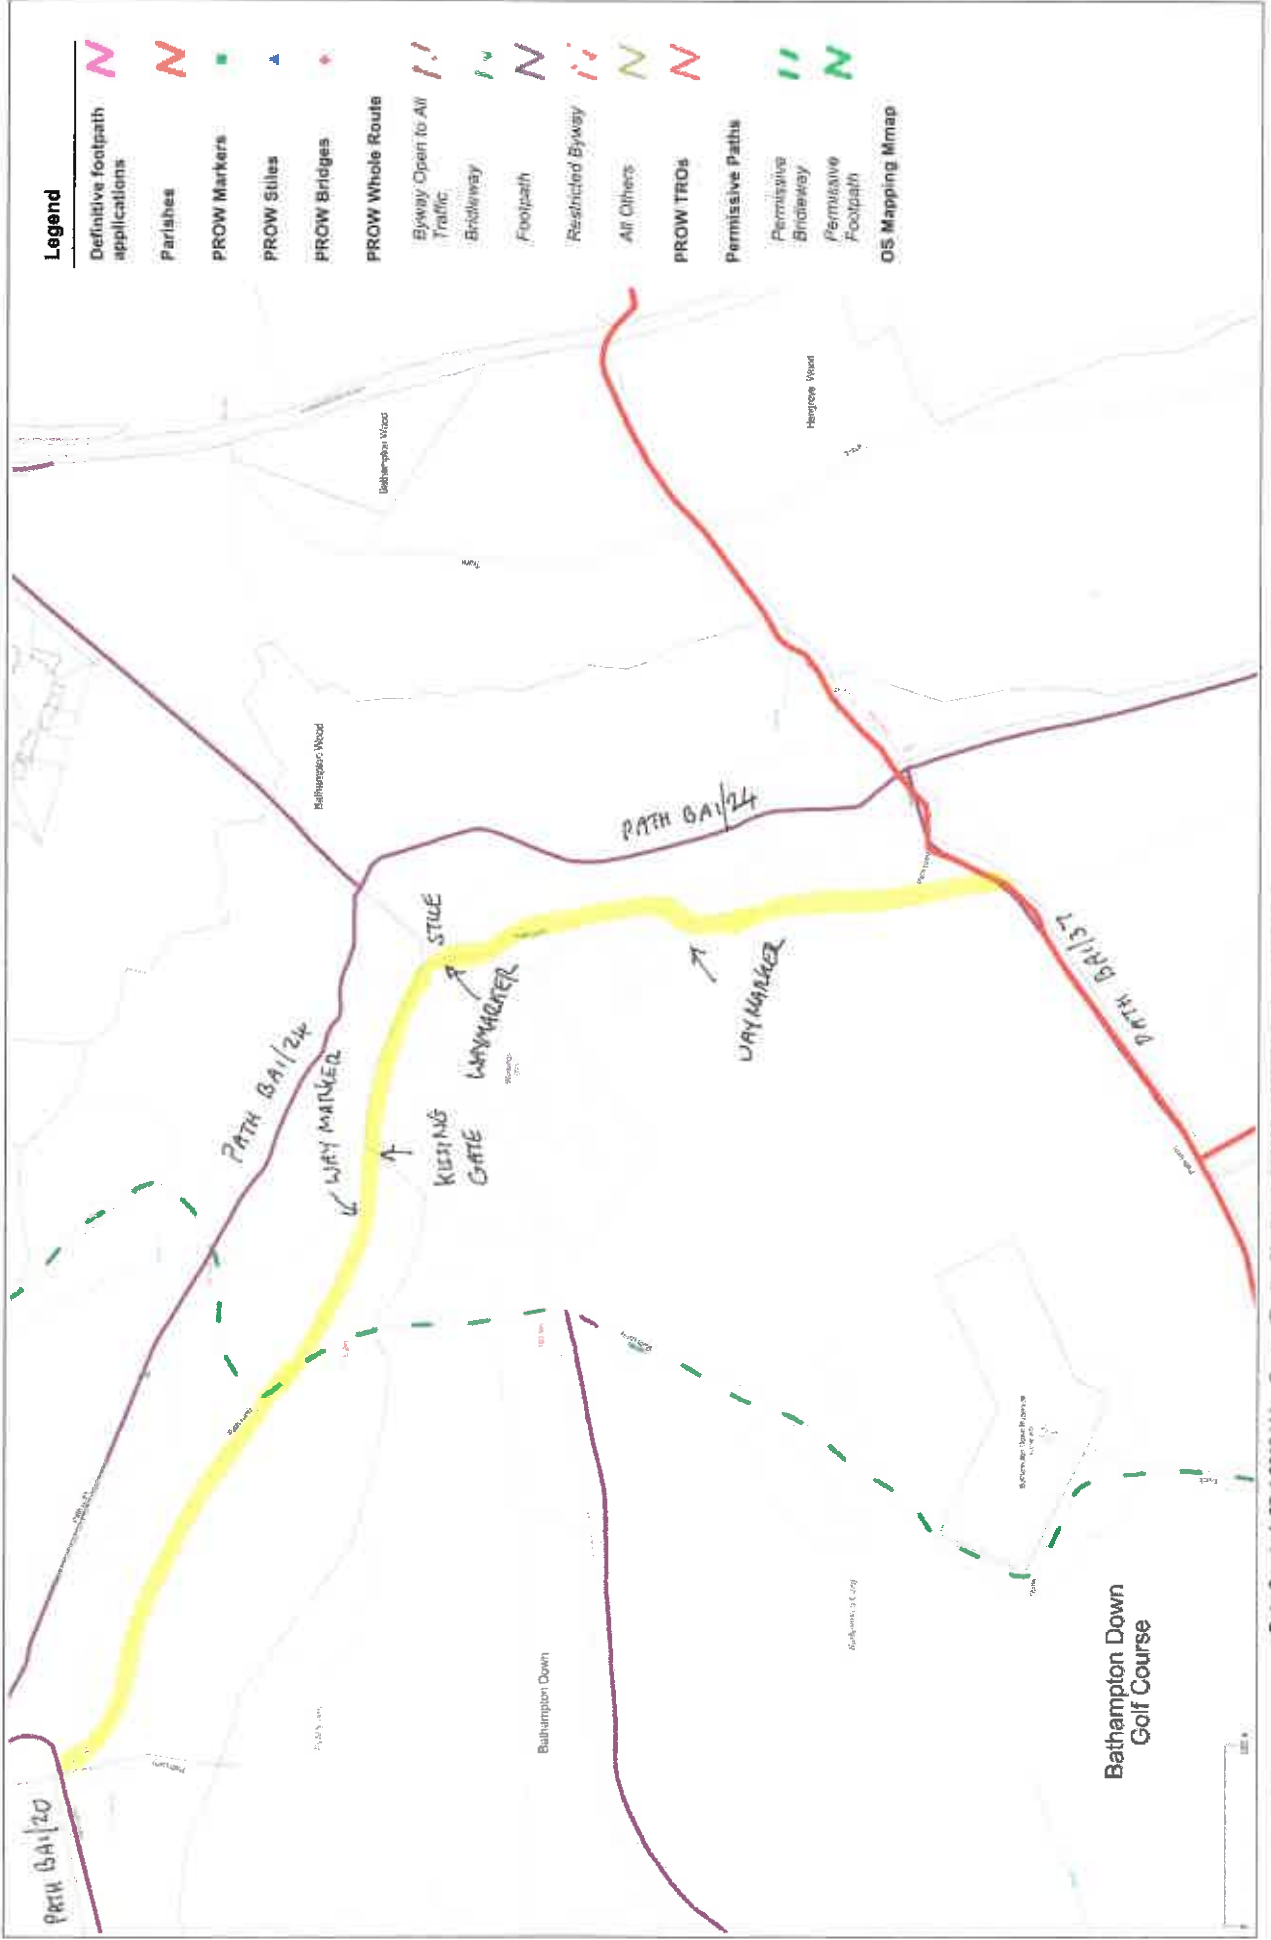 Legend
Definitive footpath
applications
Parishes
PROW Markers
PROW Stiles
PROW Bridges
PROW Whole Route
Byway Open to All
Traffic
Bridleway
Footpath
Restricted Byway
All Others
PROW TROs
Permissive Paths
Permissive
Bridleway
Permissive
Footpath
OS Mapping Mmap
PATH BA1/20
PATH BA1/24
WAYMARKER
KISSING
GATE
STILE
WAYMARKER
Bathampton Wood
Bathampton Wood
PATH BA1/24
WAYMARKER
PATH BA1/37
Hengrove Wood
Track
Bathampton Down
Bathampton Down
Golf Course